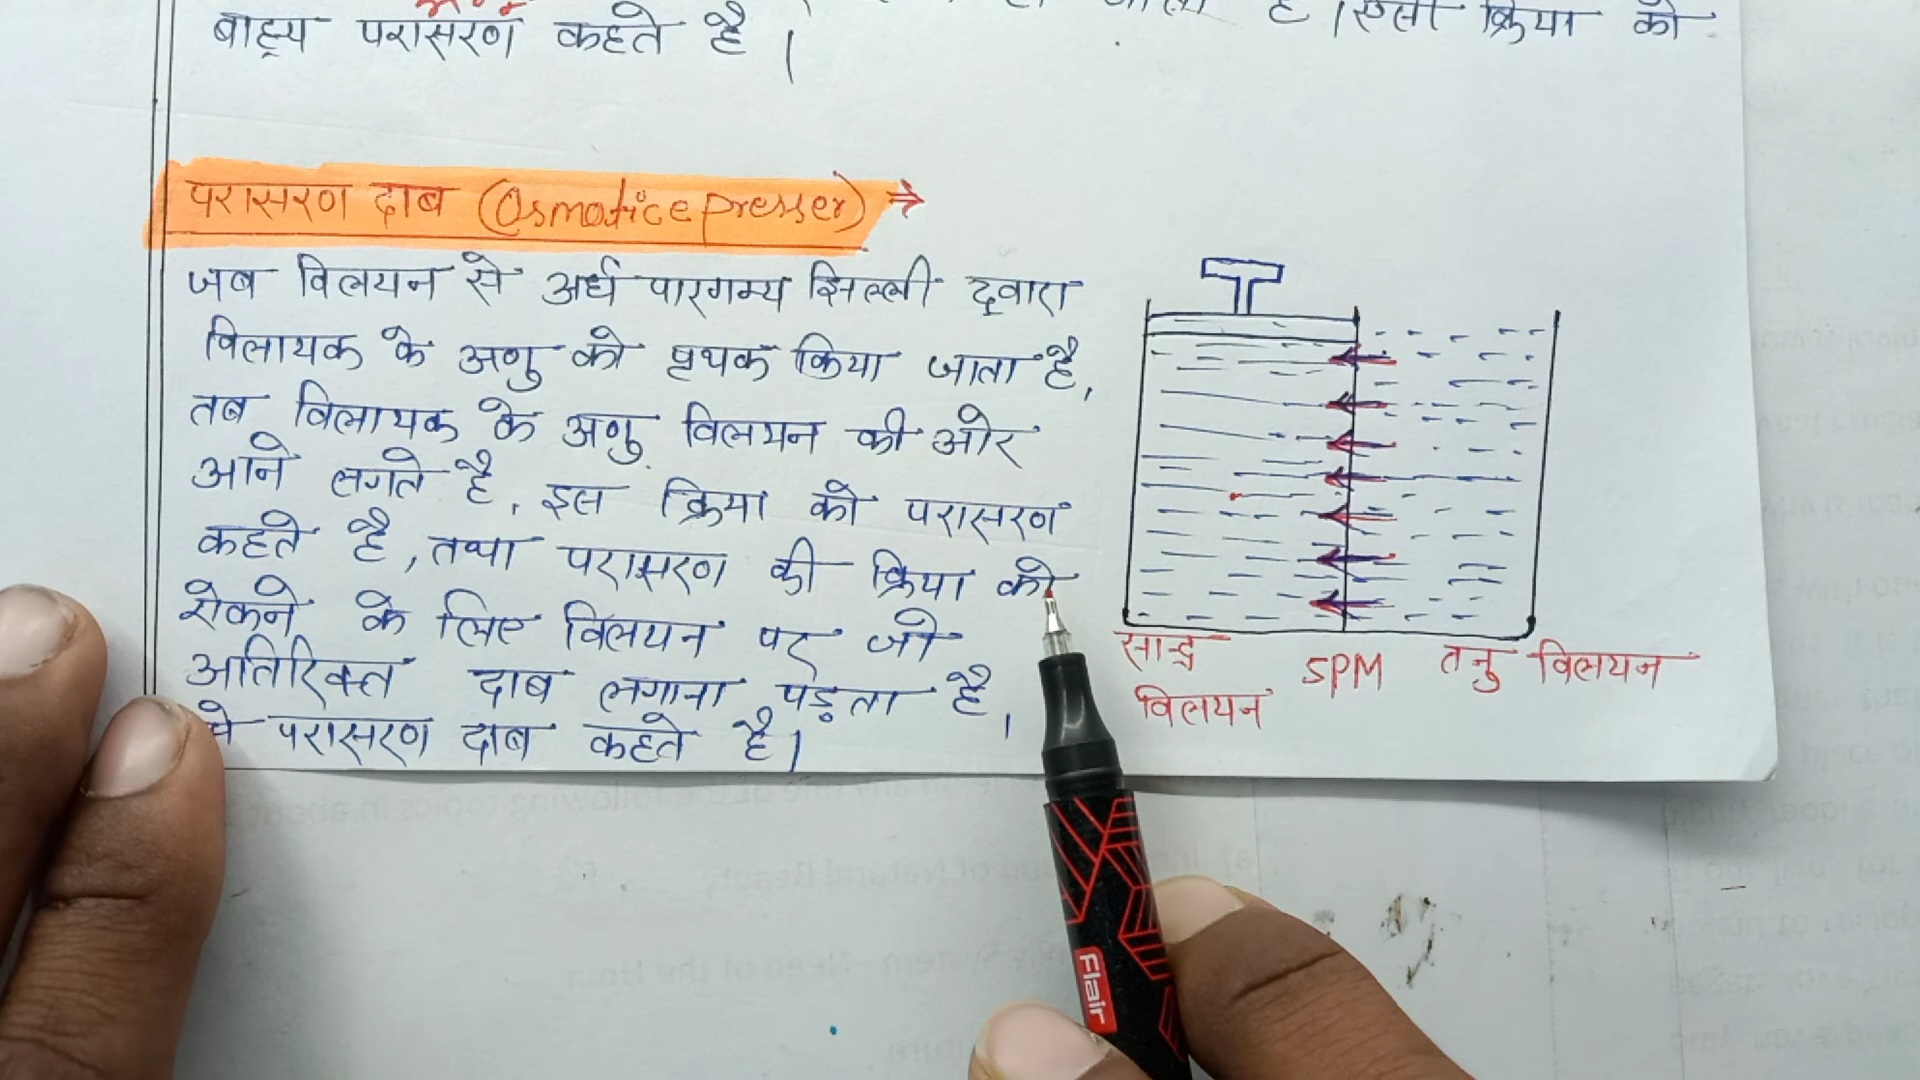 है । एसी क्रिया को
बाह्य परासरण कहते है ।
परासरण दाब (Osmotice presser) ⇒
जब विलयन से अर्ध पारगम्य झिल्ली द्वारा
विलायक के अणु को पृथक किया जाता है,
तब विलायक के अणु विलयन की ओर
आने लगते है, इस क्रिया को परासरण
कहते है, तथा परासरण की क्रिया को
रोकने के लिए विलयन पर जो
अतिरिक्त दाब लगाना पड़ता है,
परासरण दाब कहते है।
सान्द्र
विलयन
SPM
तनु विलयन
Flair